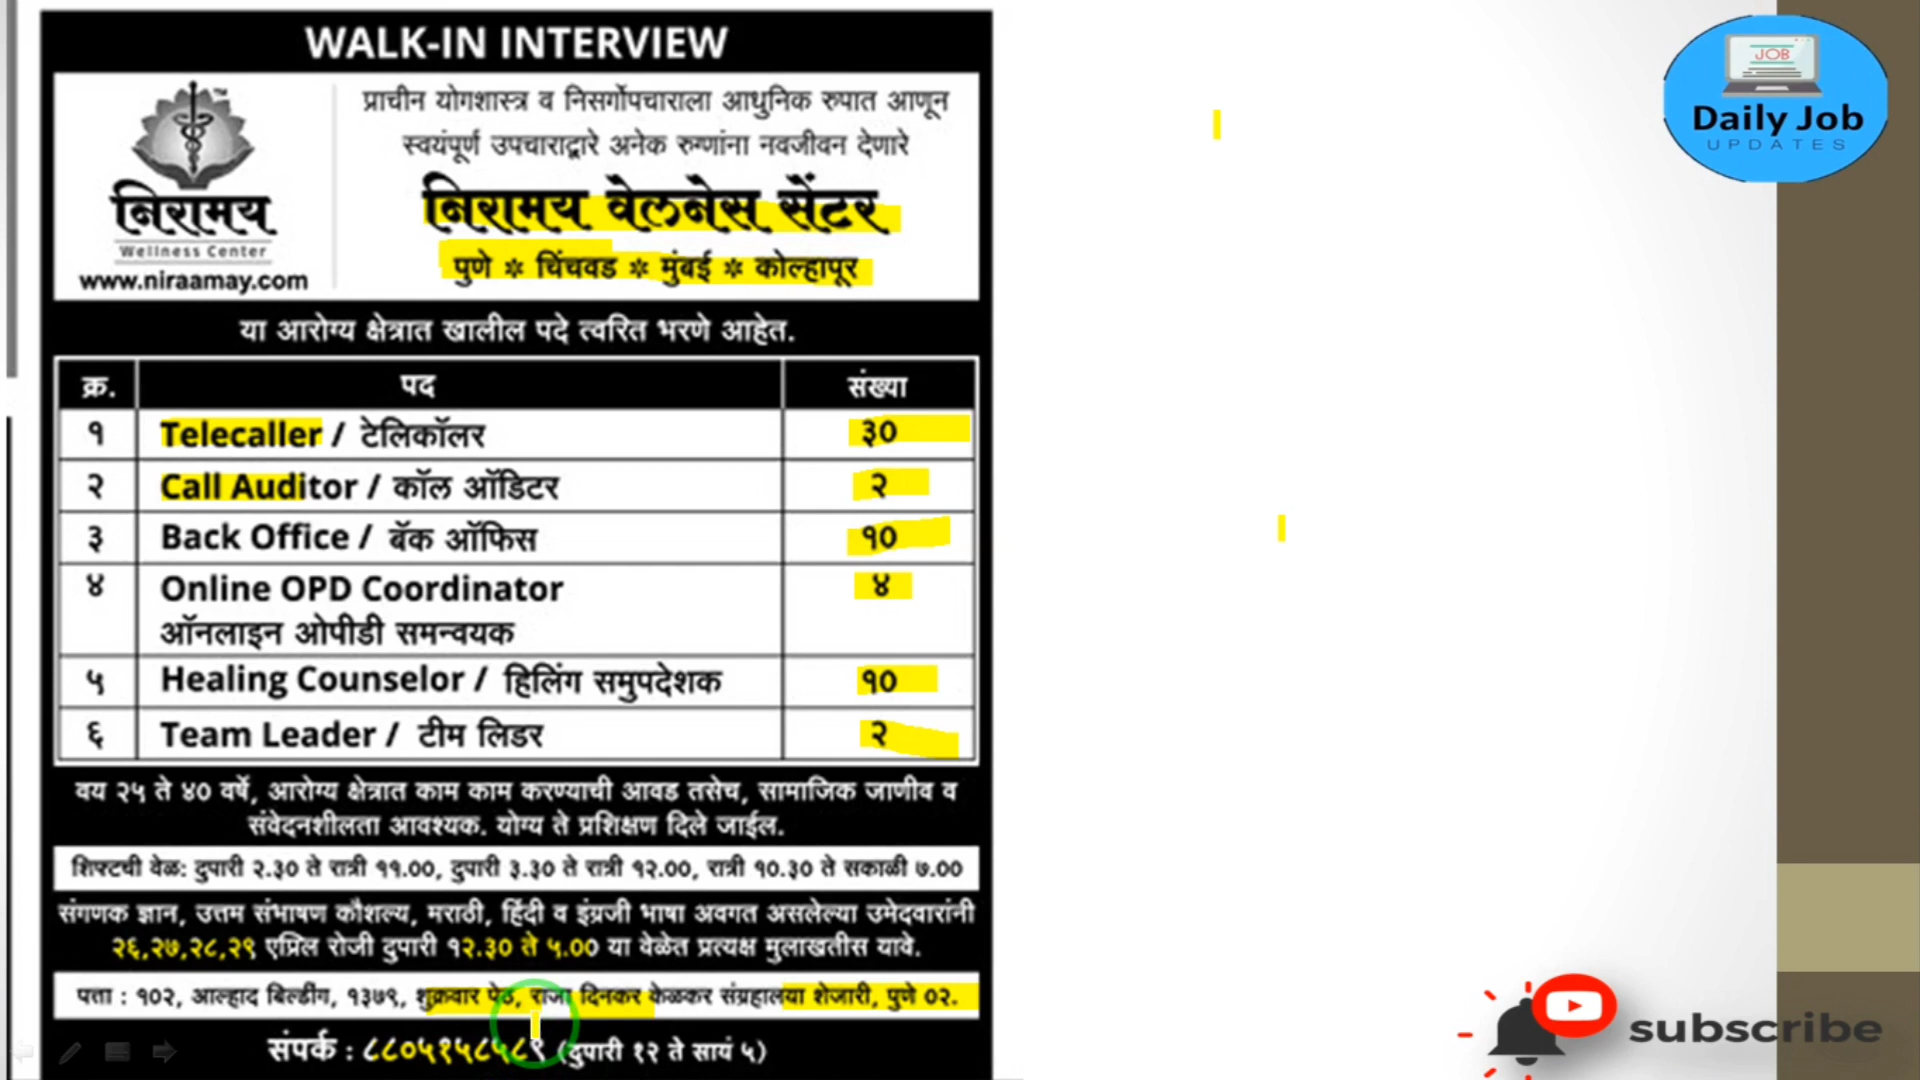 WALK-IN INTERVIEW
निरामय
Wellness Center
www.niraamay.com
प्राचीन योगशास्त्र व निसर्गोपचाराला आधुनिक रुपात आणून
स्वयंपूर्ण उपचाराद्वारे अनेक रुग्णांना नवजीवन देणारे
निरामय वेलनेस सेंटर
पुणे * चिंचवड * मुंबई * कोल्हापूर
या आरोग्य क्षेत्रात खालील पदे त्वरित भरणे आहेत.
क्र. पद संख्या
१ Telecaller / टेलिकॉलर ३०
२ Call Auditor / कॉल ऑडिटर २
३ Back Office / बॅक ऑफिस १०
४ Online OPD Coordinator ४
ऑनलाइन ओपीडी समन्वयक
५ Healing Counselor / हिलिंग समुपदेशक १०
६ Team Leader / टीम लिडर २
वय २५ ते ४० वर्षे, आरोग्य क्षेत्रात काम काम करण्याची आवड तसेच, सामाजिक जाणीव व
संवेदनशीलता आवश्यक. योग्य ते प्रशिक्षण दिले जाईल.
शिफ्टची वेळ: दुपारी २.३० ते रात्री ११.००, दुपारी ३.३० ते रात्री १२.००, रात्री १०.३० ते सकाळी ७.००
संगणक ज्ञान, उत्तम संभाषण कौशल्य, मराठी, हिंदी व इंग्रजी भाषा अवगत असलेल्या उमेदवारांनी
२६,२७,२८,२९ एप्रिल रोजी दुपारी १२.३० ते ५.०० या वेळेत प्रत्यक्ष मुलाखतीस यावे.
पत्ता : १०२, आल्हाद बिल्डींग, १३७९, शुक्रवार पेठ, राजा दिनकर केळकर संग्रहालया शेजारी, पुणे ०२.
संपर्क : ८८०५१५८५८९ (दुपारी १२ ते सायं ५)
JOB
Daily Job
UPDATES
subscribe